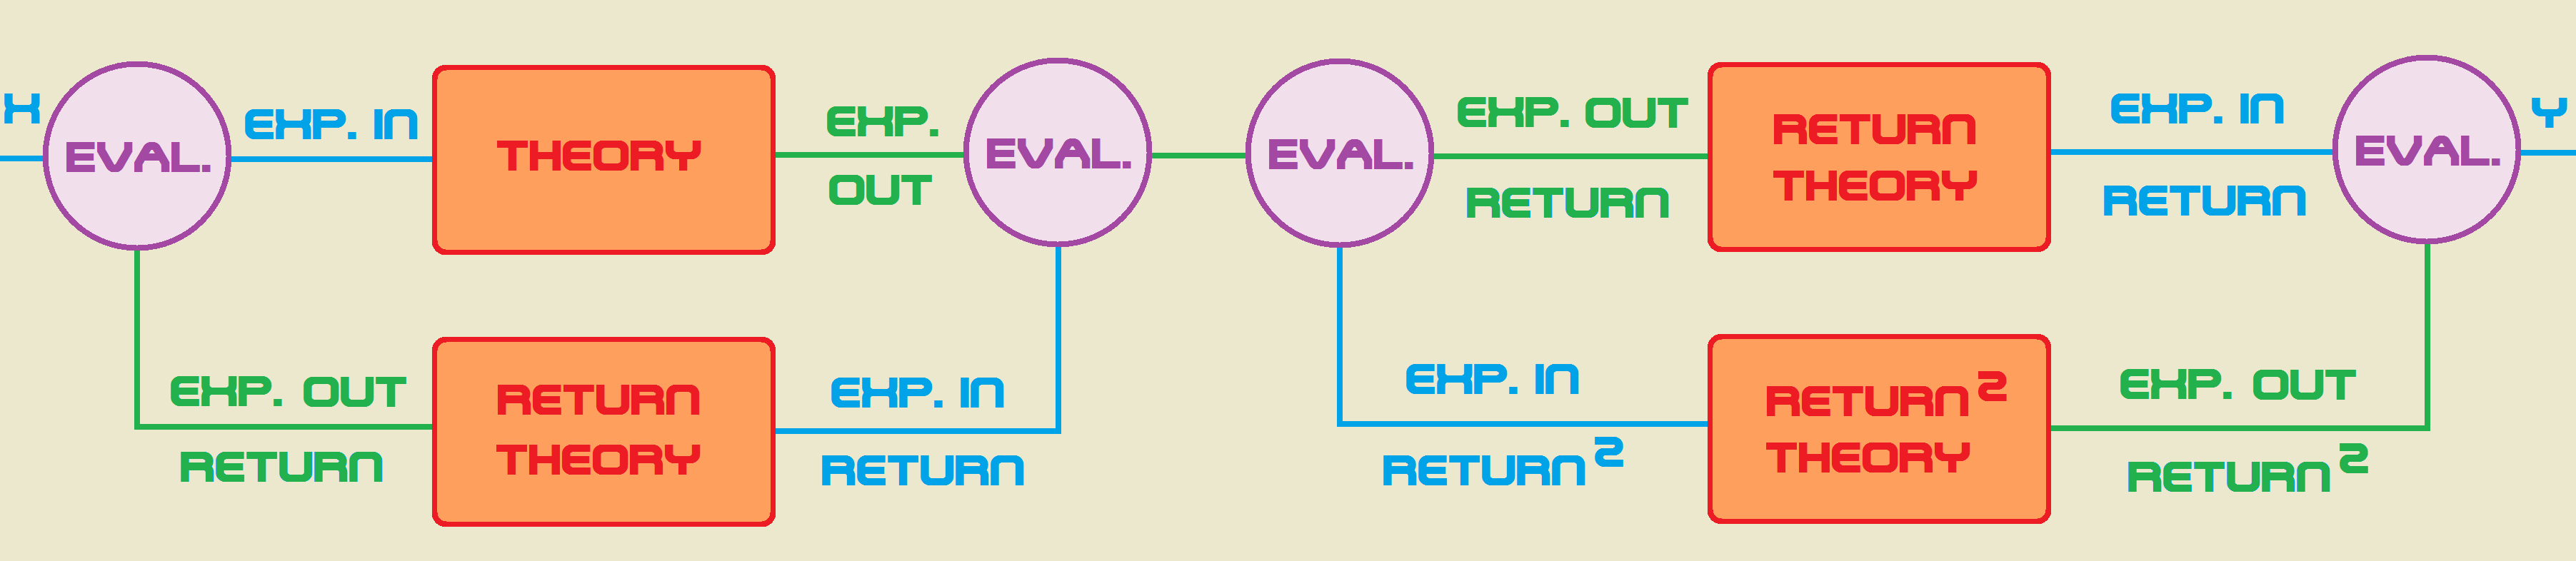 X
EVAL.
EXP. IN
THEORY
EXP.
OUT
EVAL.
EVAL.
EXP. OUT
RETURN
RETURN
THEORY
EXP. IN
RETURN
EVAL.
Y
EXP. OUT
RETURN
RETURN
THEORY
EXP. IN
RETURN
EXP. IN
RETURN 2
RETURN 2
THEORY
EXP. OUT
RETURN 2